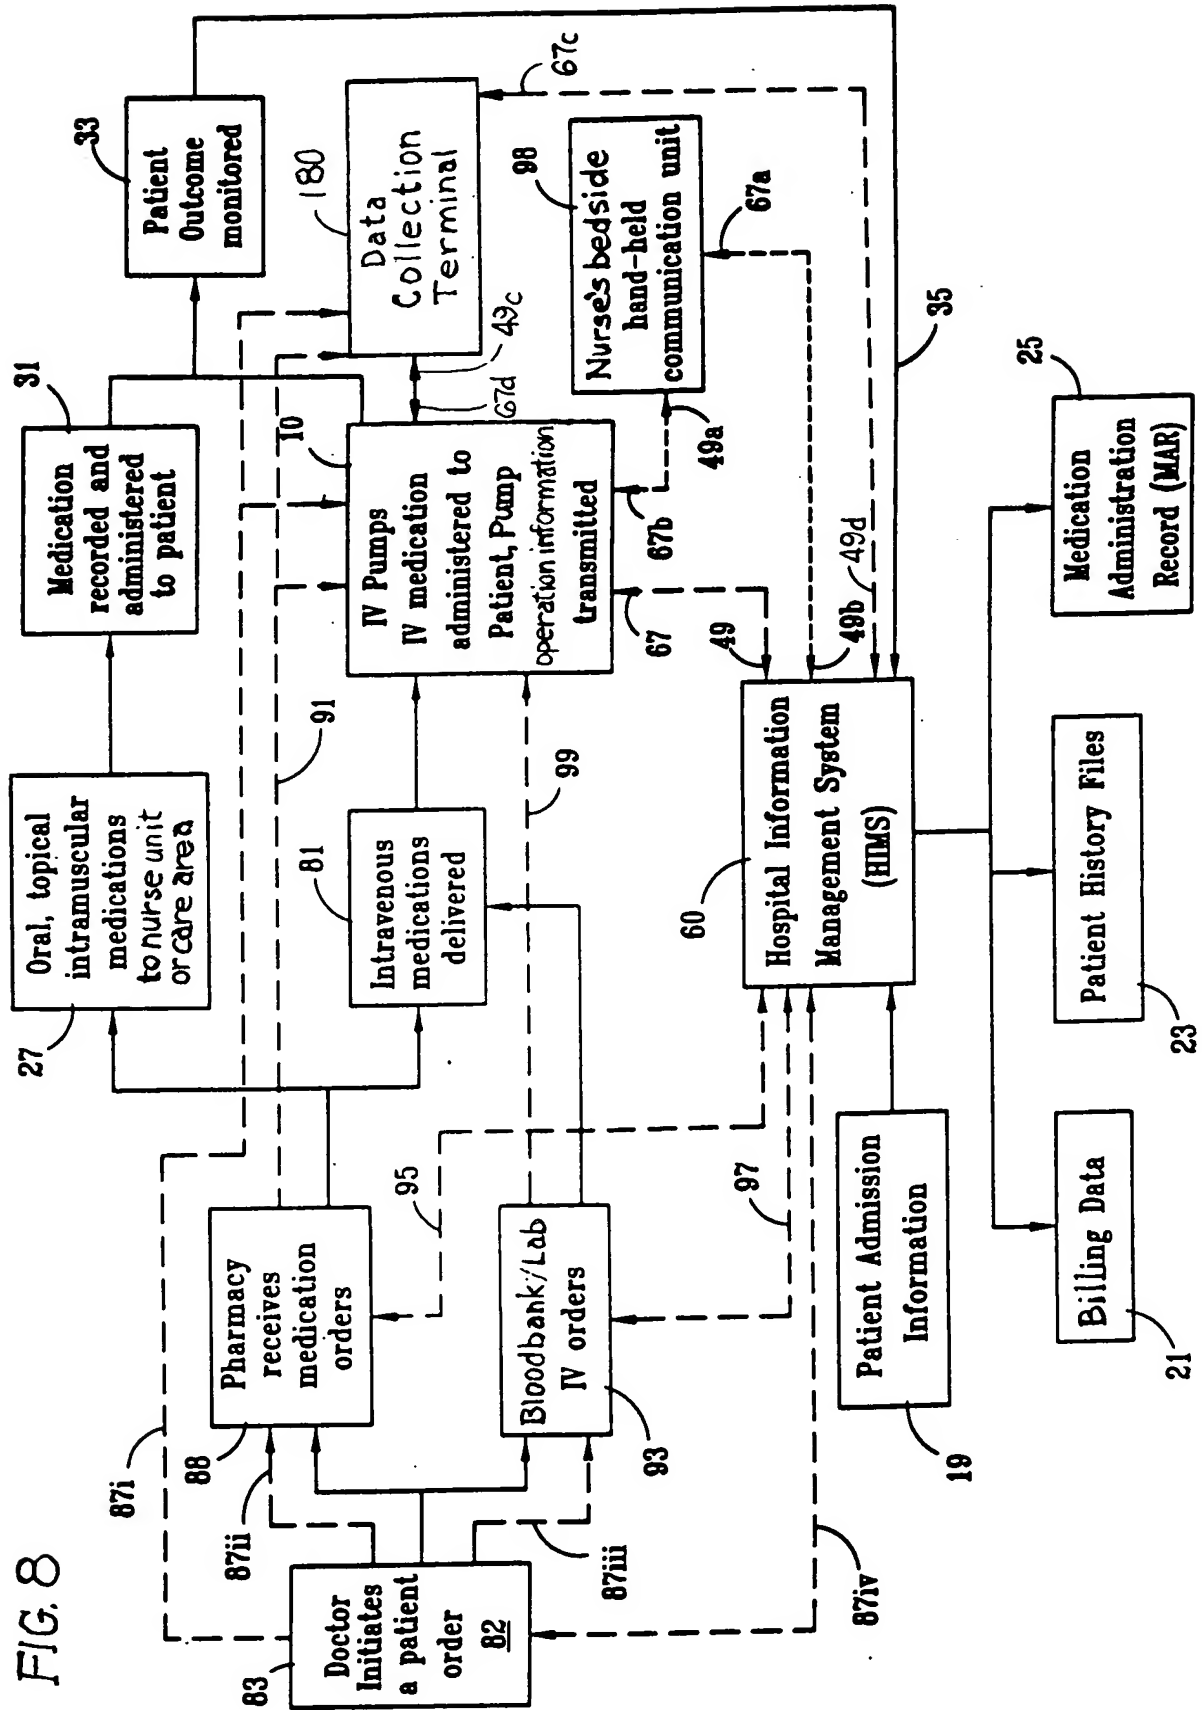 FIG. 8
83
Doctor
Initiates
a patient
order
82
87i
87ii
87iii
87iv
88
Pharmacy
receives
medication
orders
Bloodbank/Lab
IV orders
93
95
97
27
Oral, topical
intramuscular
medications
to nurse unit
or care area
81
Intravenous
medications
delivered
91
99
31
Medication
recorded and
administered
to patient
10
IV Pumps
IV medication
administered to
Patient, Pump
operation information
transmitted
33
Patient
Outcome
monitored
180
Data
Collection
Terminal
67d
49c
67c
98
Nurse's bedside
hand-held
communication unit
67a
49a
67b
67
49
49b
49d
35
60
Hospital Information
Management System
(HIMS)
Patient Admission
Information
19
Billing Data
21
Patient History Files
23
25
Medication
Administration
Record (MAR)